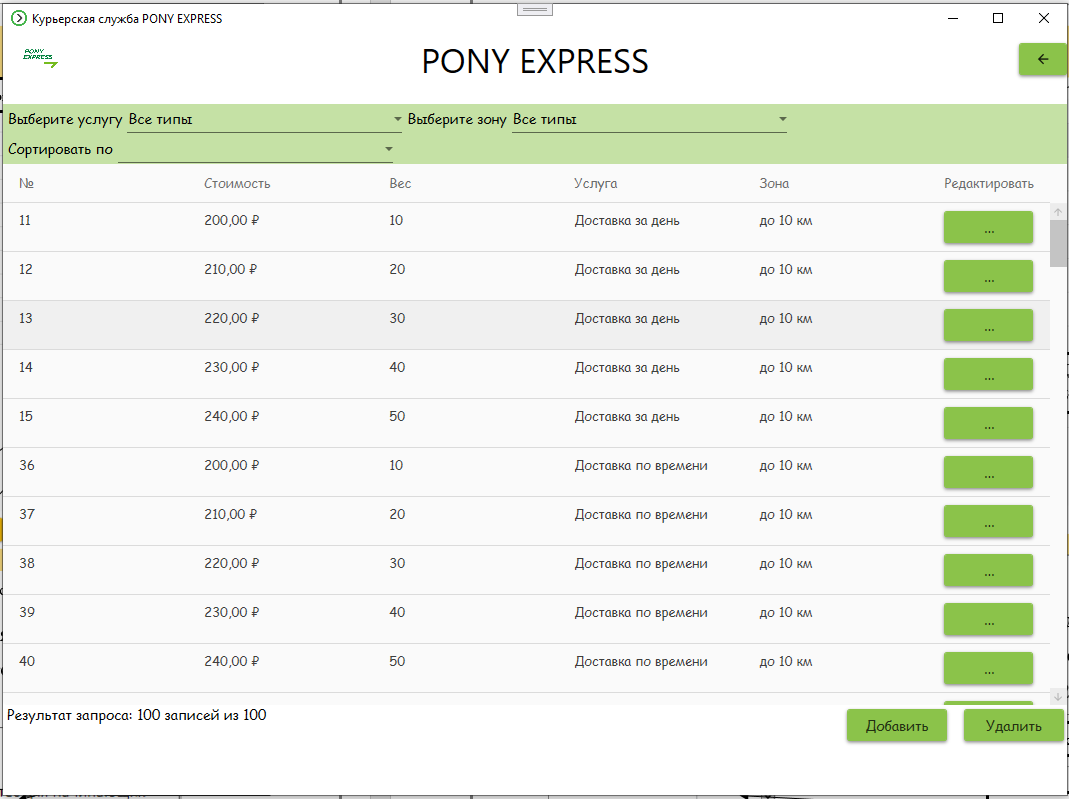 Курьерская служба PONY EXPRESS
PONY EXPRESS
PONY EXPRESS
Выберите услугу Все типы Выберите зону Все типы
Сортировать по
№ Стоимость Вес Услуга Зона Редактировать
11 200,00 ₽ 10 Доставка за день до 10 км ...
12 210,00 ₽ 20 Доставка за день до 10 км ...
13 220,00 ₽ 30 Доставка за день до 10 км ...
14 230,00 ₽ 40 Доставка за день до 10 км ...
15 240,00 ₽ 50 Доставка за день до 10 км ...
36 200,00 ₽ 10 Доставка по времени до 10 км ...
37 210,00 ₽ 20 Доставка по времени до 10 км ...
38 220,00 ₽ 30 Доставка по времени до 10 км ...
39 230,00 ₽ 40 Доставка по времени до 10 км ...
40 240,00 ₽ 50 Доставка по времени до 10 км ...
Результат запроса: 100 записей из 100
Добавить Удалить